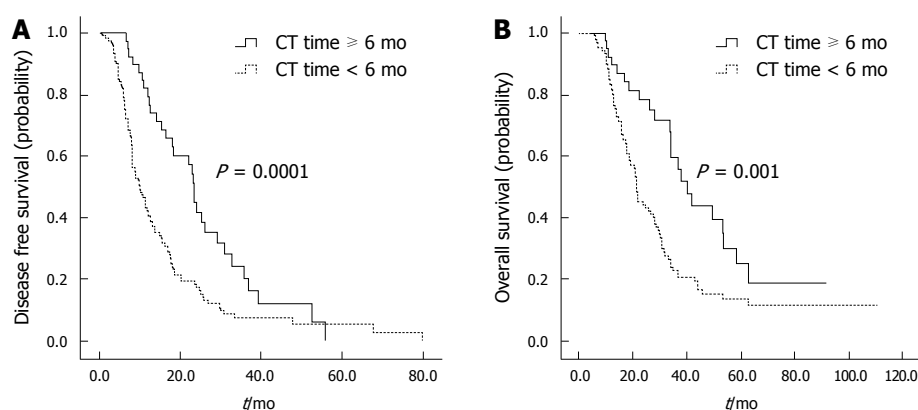 A
CT time ⩾ 6 mo
CT time < 6 mo
P = 0.0001
Disease free survival (probability)
1.0
0.8
0.6
0.4
0.2
0.0
0.0 20.0 40.0 60.0 80.0
t/mo
B
CT time ⩾ 6 mo
CT time < 6 mo
P = 0.001
Overall survival (probability)
1.0
0.8
0.6
0.4
0.2
0.0
0.0 20.0 40.0 60.0 80.0 100.0 120.0
t/mo